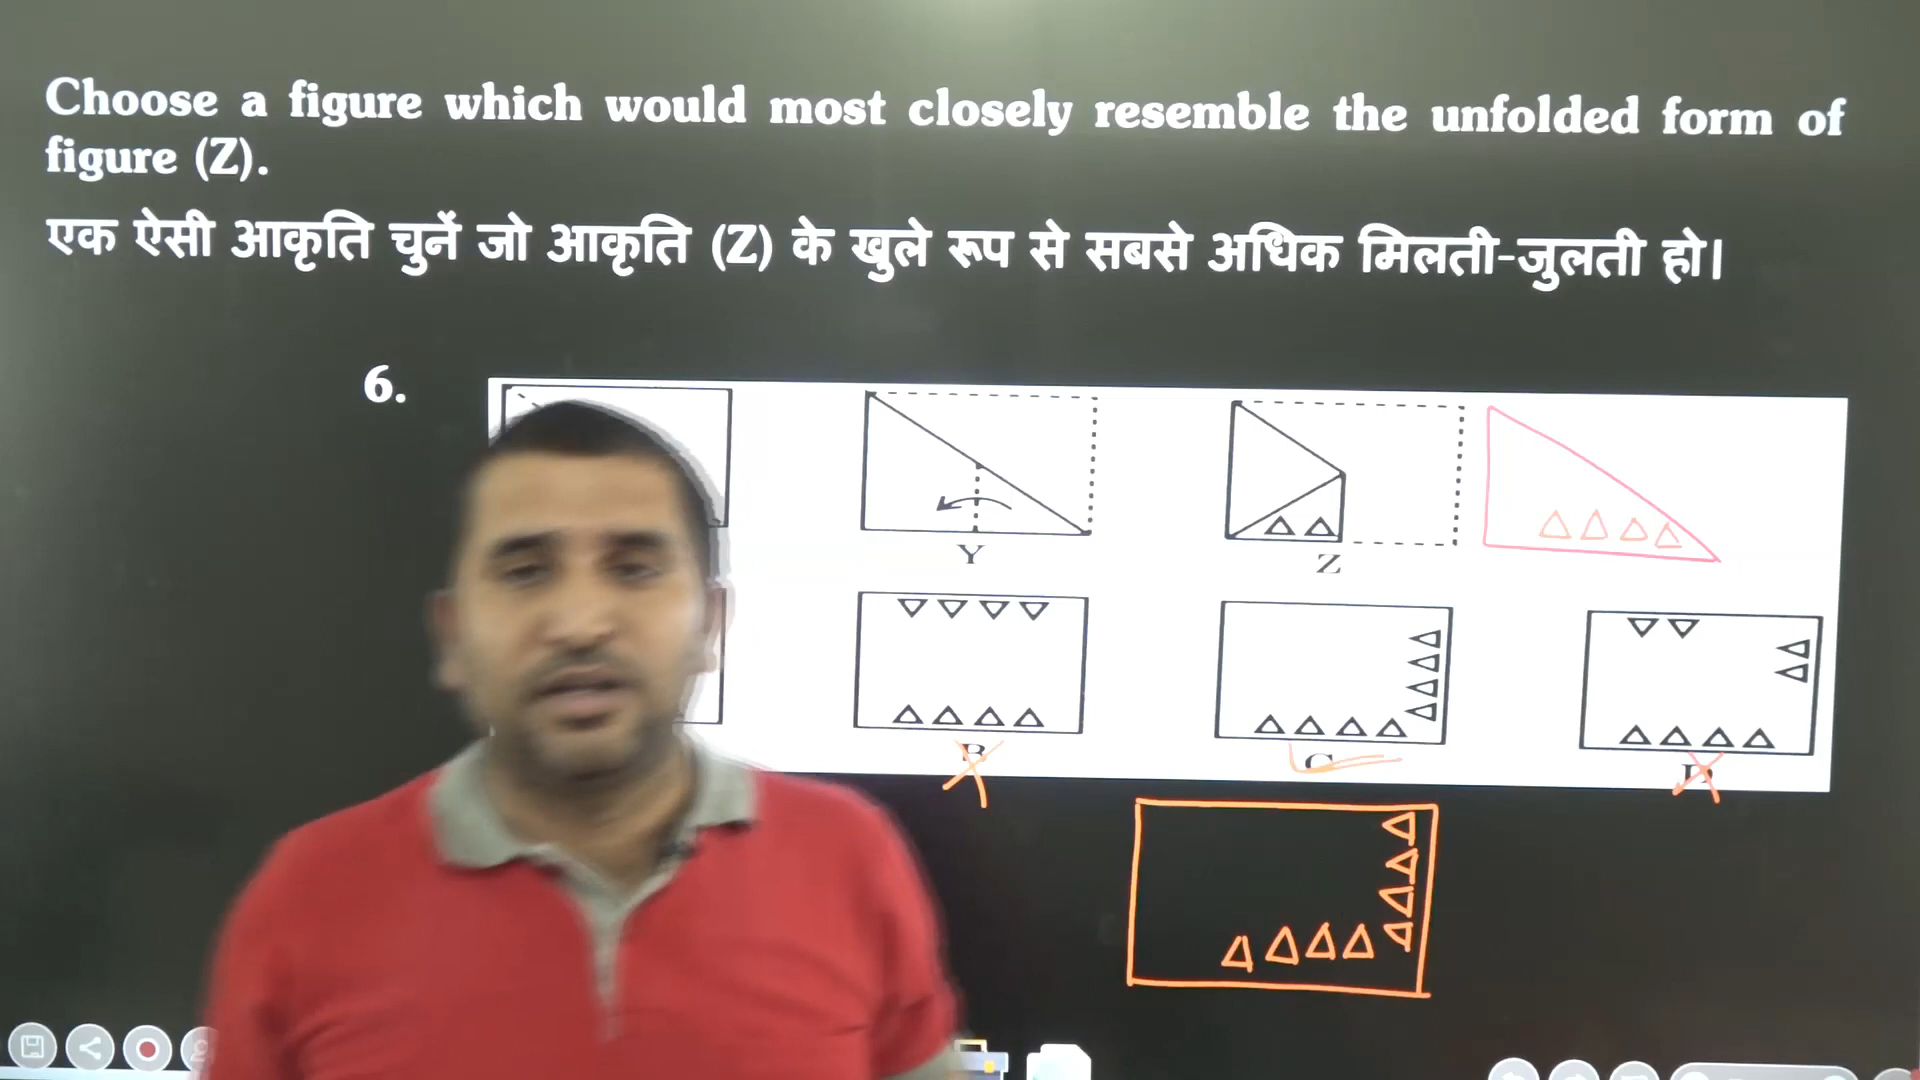 Choose a figure which would most closely resemble the unfolded form of
figure (Z).
एक ऐसी आकृति चुनें जो आकृति (Z) के खुले रूप से सबसे अधिक मिलती-जुलती हो।
6.
Y
Z
B
C
D